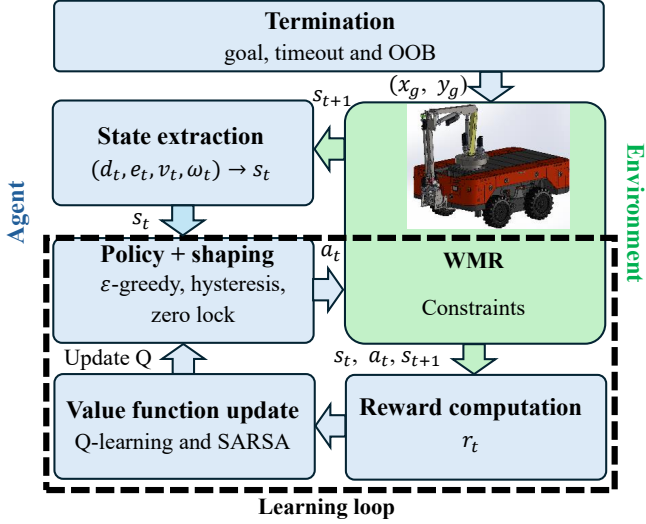 Termination
goal, timeout and OOB
(x_g, y_g)
s_{t+1}
State extraction
(d_t, e_t, v_t, ω_t) → s_t
Agent
Environment
s_t
Policy + shaping
ε-greedy, hysteresis,
zero lock
a_t
WMR
Constraints
Update Q
s_t, a_t, s_{t+1}
Value function update
Q-learning and SARSA
Reward computation
r_t
Learning loop